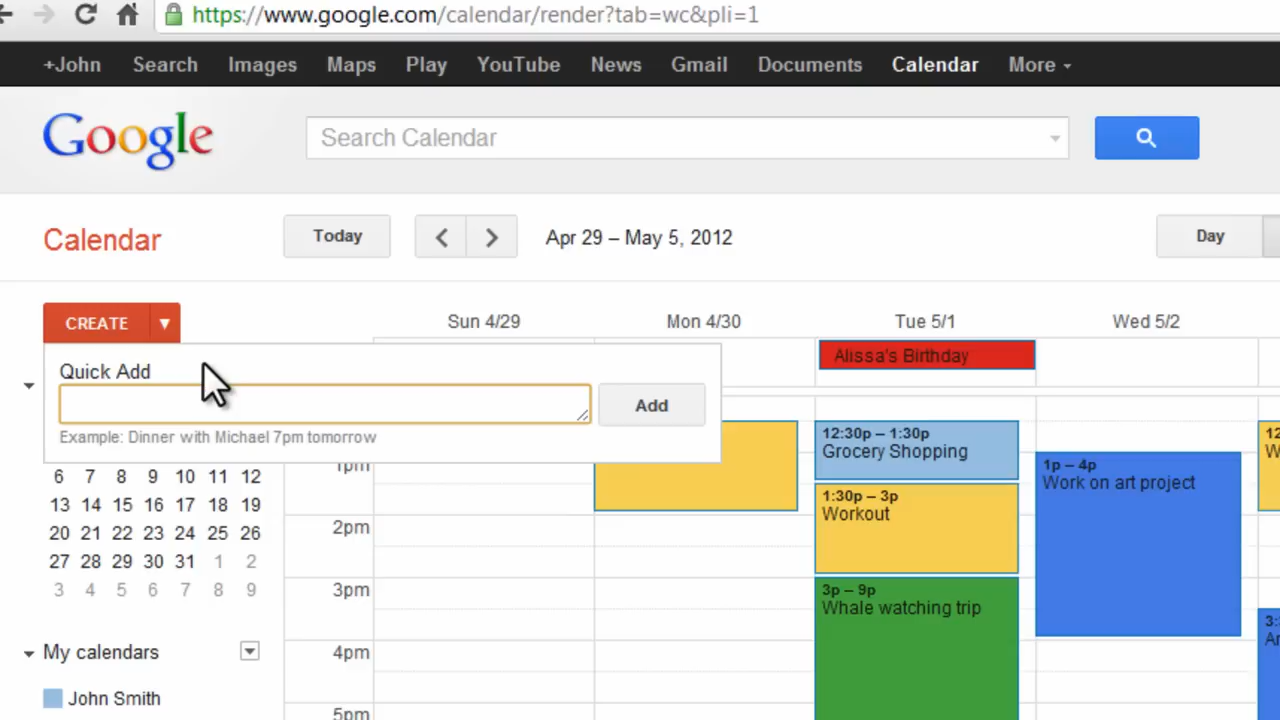 https://www.google.com/calendar/render?tab=wc&pli=1
+John Search Images Maps Play YouTube News Gmail Documents Calendar More
Google
Search Calendar
Calendar
Today
Apr 29 – May 5, 2012
Day
CREATE
Sun 4/29 Mon 4/30 Tue 5/1 Wed 5/2
Alissa's Birthday
Quick Add
Add
Example: Dinner with Michael 7pm tomorrow
6 7 8 9 10 11 12
13 14 15 16 17 18 19
20 21 22 23 24 25 26
27 28 29 30 31 1 2
3 4 5 6 7 8 9
My calendars
John Smith
1pm
2pm
3pm
4pm
5pm
12:30p – 1:30p
Grocery Shopping
1:30p – 3p
Workout
3p – 9p
Whale watching trip
1p – 4p
Work on art project